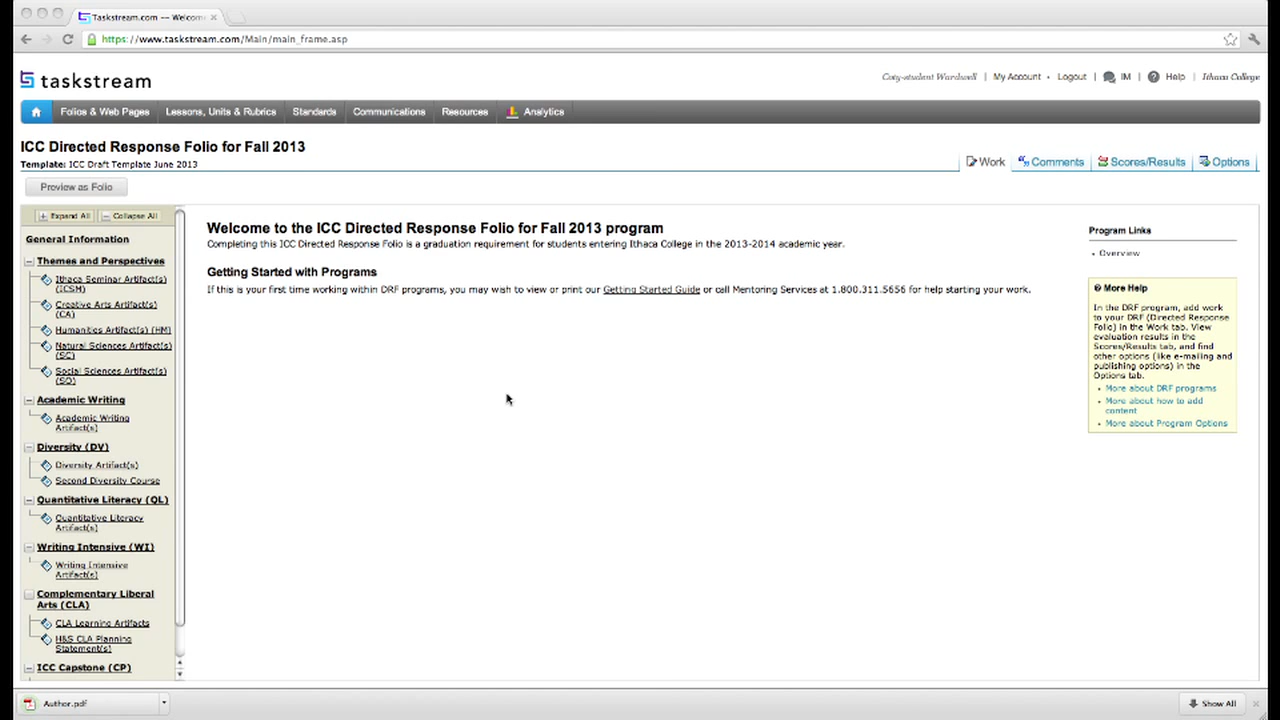 Taskstream.com -- Welcom
https://www.taskstream.com/Main/main_frame.asp
taskstream
Coty-student Wardwell | My Account | Logout | IM | Help | Ithaca College
Folios & Web Pages Lessons, Units & Rubrics Standards Communications Resources Analytics
ICC Directed Response Folio for Fall 2013
Template: ICC Draft Template June 2013
Work Comments Scores/Results Options
Preview as Folio
Expand All Collapse All
General Information
Themes and Perspectives
Ithaca Seminar Artifact(s)
(ICSM)
Creative Arts Artifact(s)
(CA)
Humanities Artifact(s) (HM)
Natural Sciences Artifact(s)
(SC)
Social Sciences Artifact(s)
(SO)
Academic Writing
Academic Writing
Artifact(s)
Diversity (DV)
Diversity Artifact(s)
Second Diversity Course
Quantitative Literacy (QL)
Quantitative Literacy
Artifact(s)
Writing Intensive (WI)
Writing Intensive
Artifact(s)
Complementary Liberal
Arts (CLA)
CLA Learning Artifacts
H&S CLA Planning
Statement(s)
ICC Capstone (CP)
Welcome to the ICC Directed Response Folio for Fall 2013 program
Completing this ICC Directed Response Folio is a graduation requirement for students entering Ithaca College in the 2013-2014 academic year.
Getting Started with Programs
If this is your first time working within DRF programs, you may wish to view or print our Getting Started Guide or call Mentoring Services at 1.800.311.5656 for help starting your work.
Program Links
• Overview
More Help
In the DRF program, add work
to your DRF (Directed Response
Folio) in the Work tab. View
evaluation results in the
Scores/Results tab, and find
other options (like e-mailing and
publishing options) in the
Options tab.
• More about DRF programs
• More about how to add
content
• More about Program Options
Author.pdf
Show All